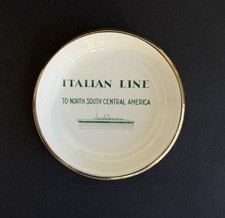 ITALIAN LINE
TO NORTH SOUTH CENTRAL AMERICA